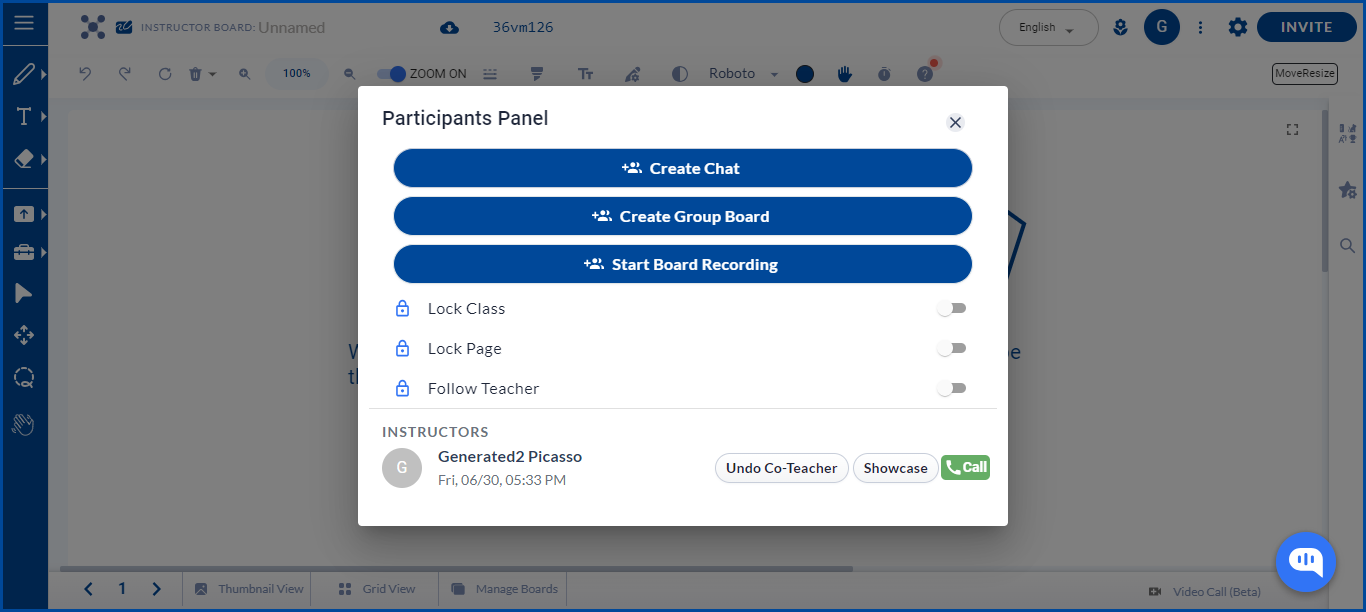 INSTRUCTOR BOARD: Unnamed
36vm126
English
G
INVITE
100%
ZOOM ON
Tr
Roboto
?
MoveResize
T
Participants Panel
Create Chat
Create Group Board
Start Board Recording
Lock Class
Lock Page
Follow Teacher
INSTRUCTORS
G
Generated2 Picasso
Fri, 06/30, 05:33 PM
Undo Co-Teacher
Showcase
Call
1
Thumbnail View
Grid View
Manage Boards
Video Call (Beta)